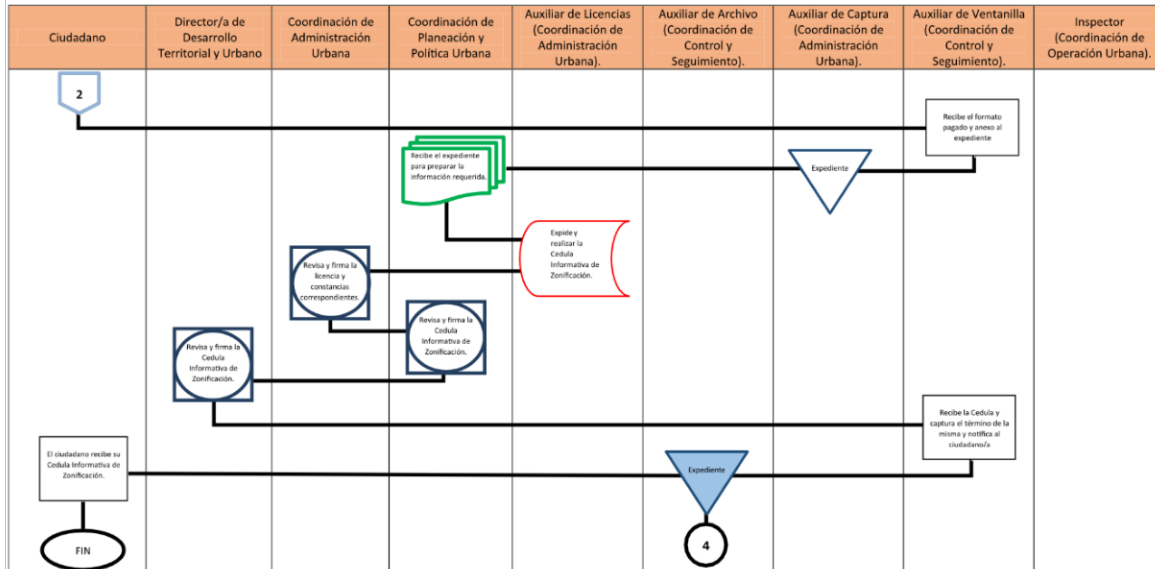 Ciudadano
Director/a de
Desarrollo
Territorial y Urbano
Coordinación de
Administración
Urbana
Coordinación de
Planeación y
Política Urbana
Auxiliar de Licencias
(Coordinación de
Administración
Urbana).
Auxiliar de Archivo
(Coordinación de
Control y
Seguimiento).
Auxiliar de Captura
(Coordinación de
Administración
Urbana).
Auxiliar de Ventanilla
(Coordinación de
Control y
Seguimiento).
Inspector
(Coordinación de
Operación Urbana).
2
Recibe el formato
pagado y anexo al
expediente
Expediente
Recibe el expediente
para preparar la
información requerida.
Expide y
realizar la
Cedula
Informativa de
Zonificación.
Revisa y firma la
licencia y
constancias
correspondientes.
Revisa y firma la
Cedula
Informativa de
Zonificación.
Revisa y firma la
Cedula
Informativa de
Zonificación.
Recibe la Cedula y
captura el término de la
misma y notifica al
ciudadano/a
Expediente
El ciudadano recibe su
Cedula Informativa de
Zonificación.
FIN
4